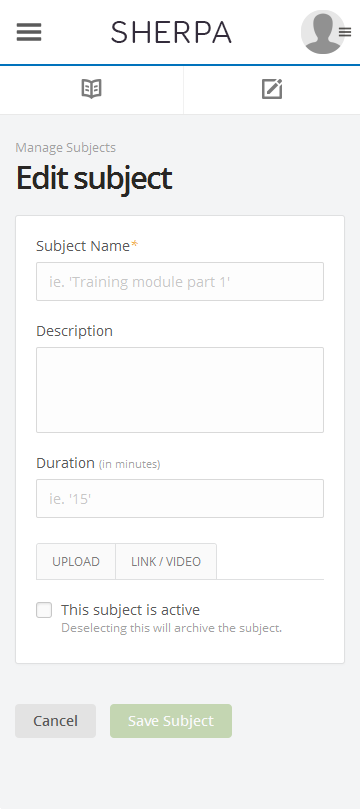 SHERPA
Manage Subjects
Edit subject
Subject Name*
ie. 'Training module part 1'
Description
Duration (in minutes)
ie. '15'
UPLOAD LINK / VIDEO
This subject is active
Deselecting this will archive the subject.
Cancel Save Subject